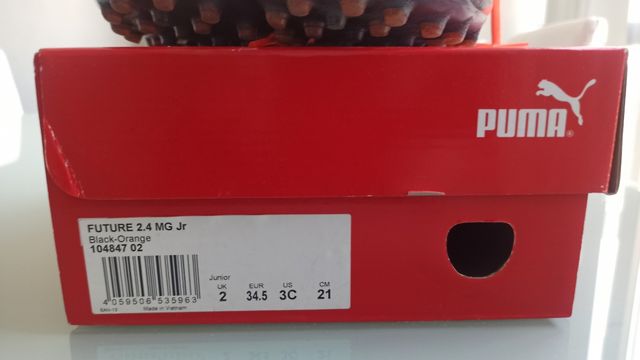 PUMA
FUTURE 2.4 MG Jr
Black-Orange
104847 02
Junior
UK EUR US CM
2 34.5 3C 21
4 059506 535963
Made in Vietnam